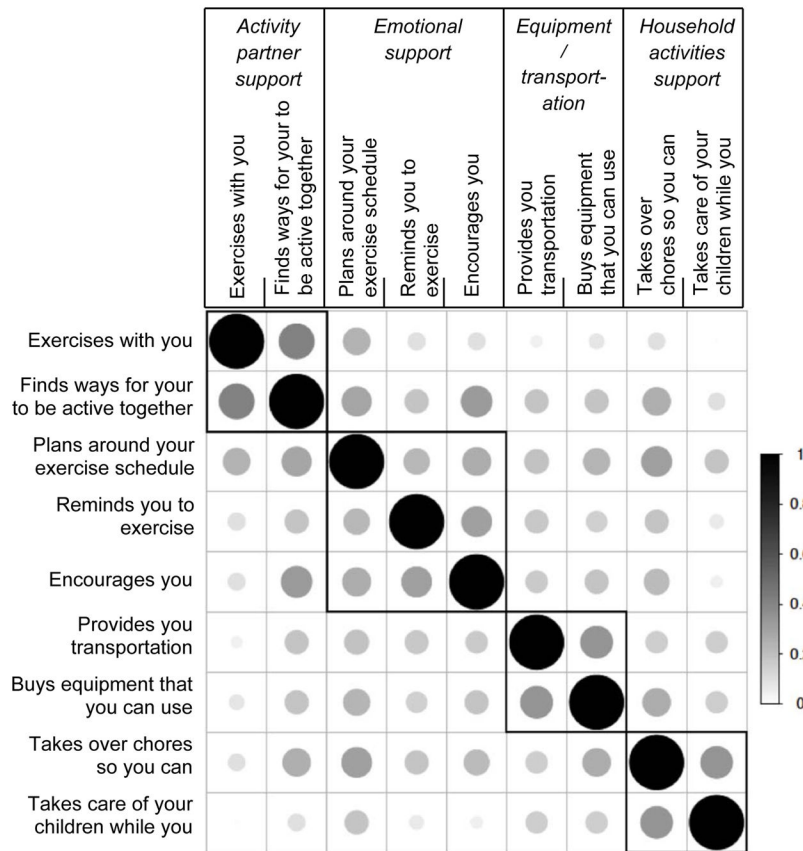 Activity
partner
support
Emotional
support
Equipment
/
transport-
ation
Household
activities
support
Exercises with you
Finds ways for your to
be active together
Plans around your
exercise schedule
Reminds you to
exercise
Encourages you
Provides you
transportation
Buys equipment
that you can use
Takes over
chores so you can
Takes care of your
children while you
Exercises with you
Finds ways for your
to be active together
Plans around your
exercise schedule
Reminds you to
exercise
Encourages you
Provides you
transportation
Buys equipment that
you can use
Takes over chores
so you can
Takes care of your
children while you
1
0